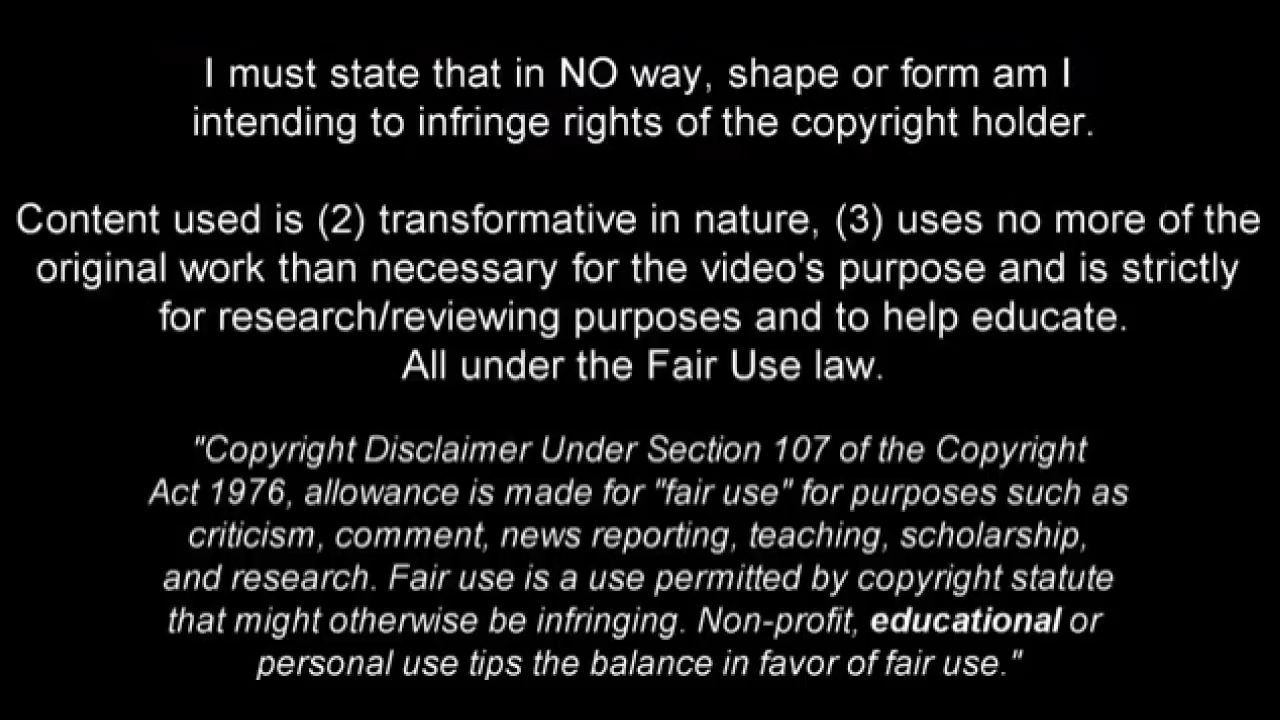 I must state that in NO way, shape or form am I
intending to infringe rights of the copyright holder.
Content used is (2) transformative in nature, (3) uses no more of the
original work than necessary for the video's purpose and is strictly
for research/reviewing purposes and to help educate.
All under the Fair Use law.
"Copyright Disclaimer Under Section 107 of the Copyright
Act 1976, allowance is made for "fair use" for purposes such as
criticism, comment, news reporting, teaching, scholarship,
and research. Fair use is a use permitted by copyright statute
that might otherwise be infringing. Non-profit, educational or
personal use tips the balance in favor of fair use."